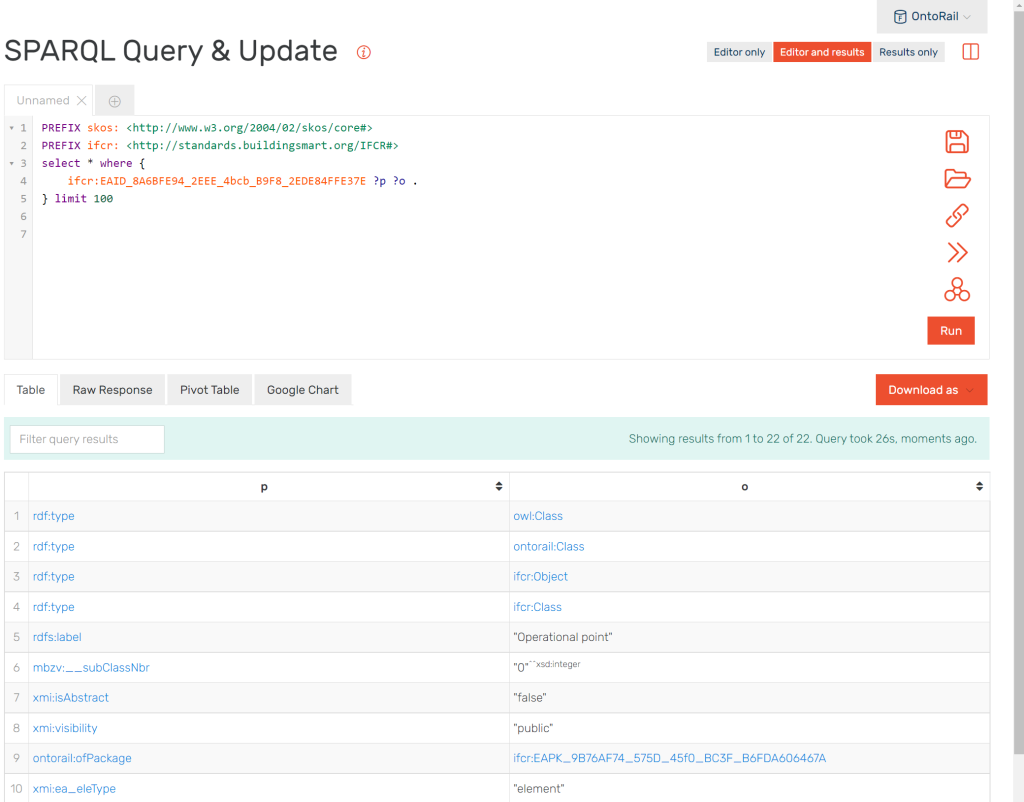 OntoRail
SPARQL Query & Update
Editor only Editor and results Results only
Unnamed
1 PREFIX skos: <http://www.w3.org/2004/02/skos/core#>
2 PREFIX ifcr: <http://standards.buildingsmart.org/IFCR#>
3 select * where {
4 ifcr:EAID_8A6BFE94_2EEE_4bcb_B9F8_2EDE84FFE37E ?p ?o .
5 } limit 100
6
7
Run
Table Raw Response Pivot Table Google Chart Download as
Filter query results Showing results from 1 to 22 of 22. Query took 26s, moments ago.
p o
1 rdf:type owl:Class
2 rdf:type ontorail:Class
3 rdf:type ifcr:Object
4 rdf:type ifcr:Class
5 rdfs:label "Operational point"
6 mbzv:__subClassNbr "0"^^xsd:integer
7 xmi:isAbstract "false"
8 xmi:visibility "public"
9 ontorail:ofPackage ifcr:EAPK_9B76AF74_575D_45f0_BC3F_B6FDA606467A
10 xmi:ea_eleType "element"